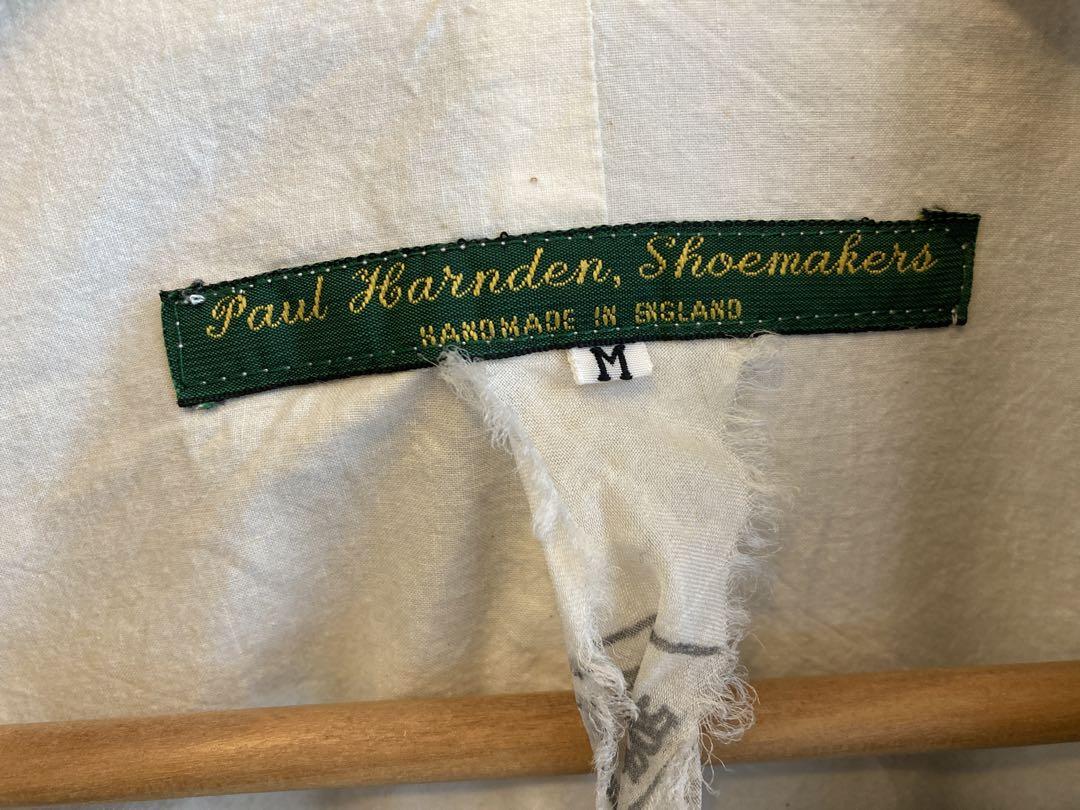 Paul Harnden, Shoemakers
HANDMADE IN ENGLAND
M